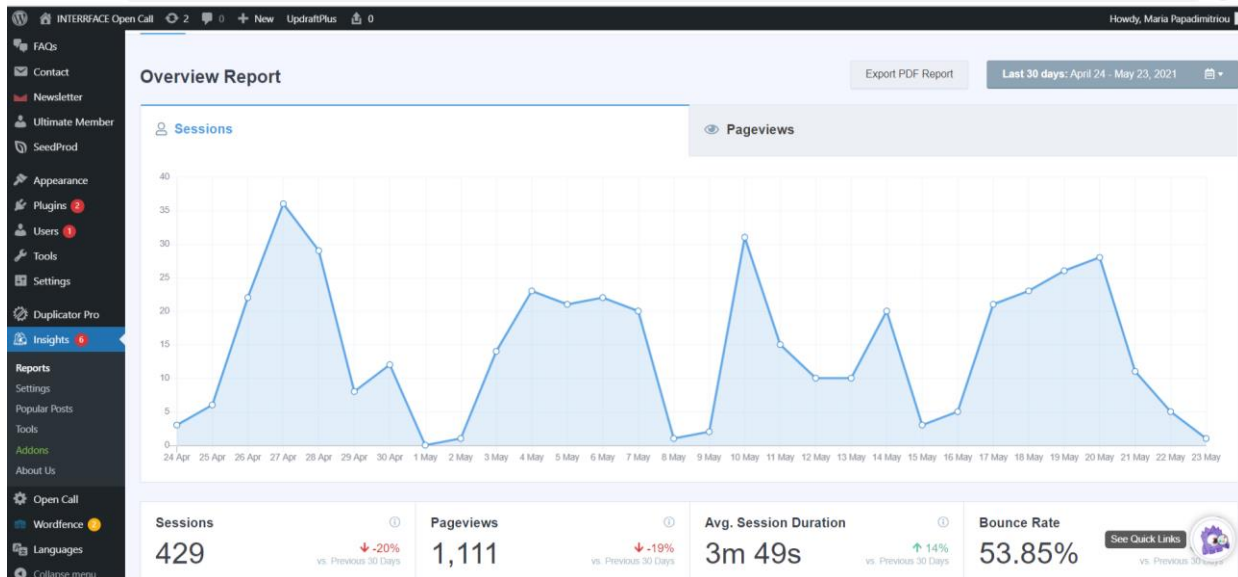 INTERRFACE Open Call 2 0 + New UpdraftPlus 0 Howdy, Maria Papadimitriou
FAQs
Contact
Newsletter
Ultimate Member
SeedProd
Appearance
Plugins 2
Users 1
Tools
Settings
Duplicator Pro
Insights 6
Reports
Settings
Popular Posts
Tools
Addons
About Us
Open Call
Wordfence 2
Languages
Collapse menu
Overview Report
Export PDF Report
Last 30 days: April 24 - May 23, 2021
Sessions
Pageviews
40
35
30
25
20
15
10
5
0
24 Apr 25 Apr 26 Apr 27 Apr 28 Apr 29 Apr 30 Apr 1 May 2 May 3 May 4 May 5 May 6 May 7 May 8 May 9 May 10 May 11 May 12 May 13 May 14 May 15 May 16 May 17 May 18 May 19 May 20 May 21 May 22 May 23 May
Sessions
429
-20%
vs. Previous 30 Days
Pageviews
1,111
-19%
vs. Previous 30 Days
Avg. Session Duration
3m 49s
14%
vs. Previous 30 Days
Bounce Rate
53.85%
See Quick Links
vs. Previous 30